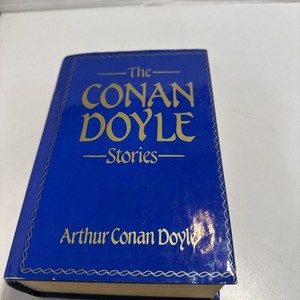 The
CONAN
DOYLE
Stories
Arthur Conan Doyle